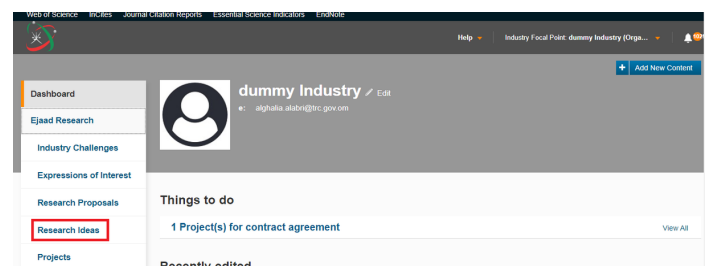 Web of Science InCites Journal Citation Reports Essential Science Indicators EndNote
Help Industry Focal Point: dummy Industry (Orga...
+ Add New Content
Dashboard
dummy Industry Edit
e: alghalia.alabri@trc.gov.om
Ejaad Research
Industry Challenges
Expressions of Interest
Research Proposals
Things to do
Research Ideas
1 Project(s) for contract agreement View All
Projects
Recently edited